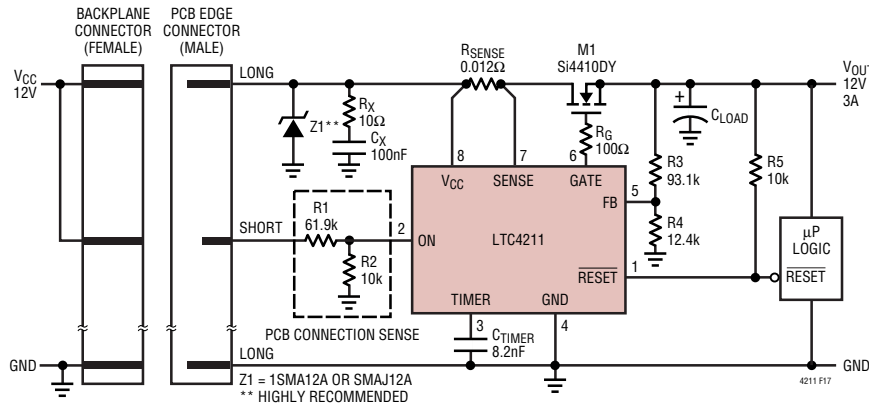 BACKPLANE
CONNECTOR
(FEMALE)
PCB EDGE
CONNECTOR
(MALE)
VCC
12V
LONG
Z1**
RX
10Ω
CX
100nF
RSENSE
0.012Ω
M1
Si4410DY
RG
100Ω
+
CLOAD
VOUT
12V
3A
R3
93.1k
R5
10k
8
7
6
VCC
SENSE
GATE
5
FB
R4
12.4k
LTC4211
SHORT
R1
61.9k
R2
10k
2
ON
PCB CONNECTION SENSE
RESET
1
µP
LOGIC
RESET
TIMER
GND
3
4
CTIMER
8.2nF
GND
LONG
GND
Z1 = 1SMA12A OR SMAJ12A
** HIGHLY RECOMMENDED
4211 F17